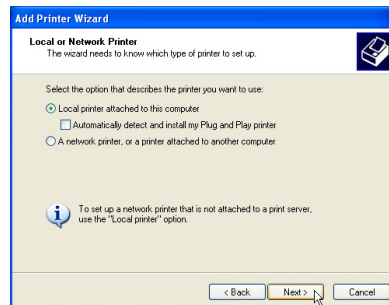 Add Printer Wizard
Local or Network Printer
The wizard needs to know which type of printer to set up.
Select the option that describes the printer you want to use:
Local printer attached to this computer
Automatically detect and install my Plug and Play printer
A network printer, or a printer attached to another computer
To set up a network printer that is not attached to a print server,
use the "Local printer" option.
< Back Next > Cancel